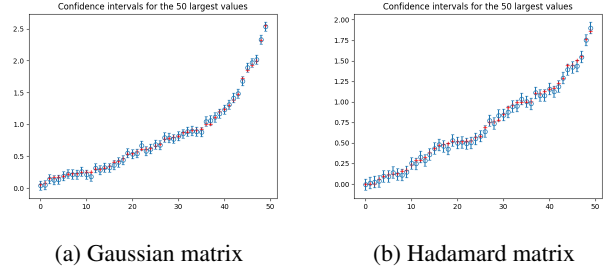 Confidence intervals for the 50 largest values
2.5
2.0
1.5
1.0
0.5
0.0
0 10 20 30 40 50
(a) Gaussian matrix
Confidence intervals for the 50 largest values
2.00
1.75
1.50
1.25
1.00
0.75
0.50
0.25
0.00
0 10 20 30 40 50
(b) Hadamard matrix